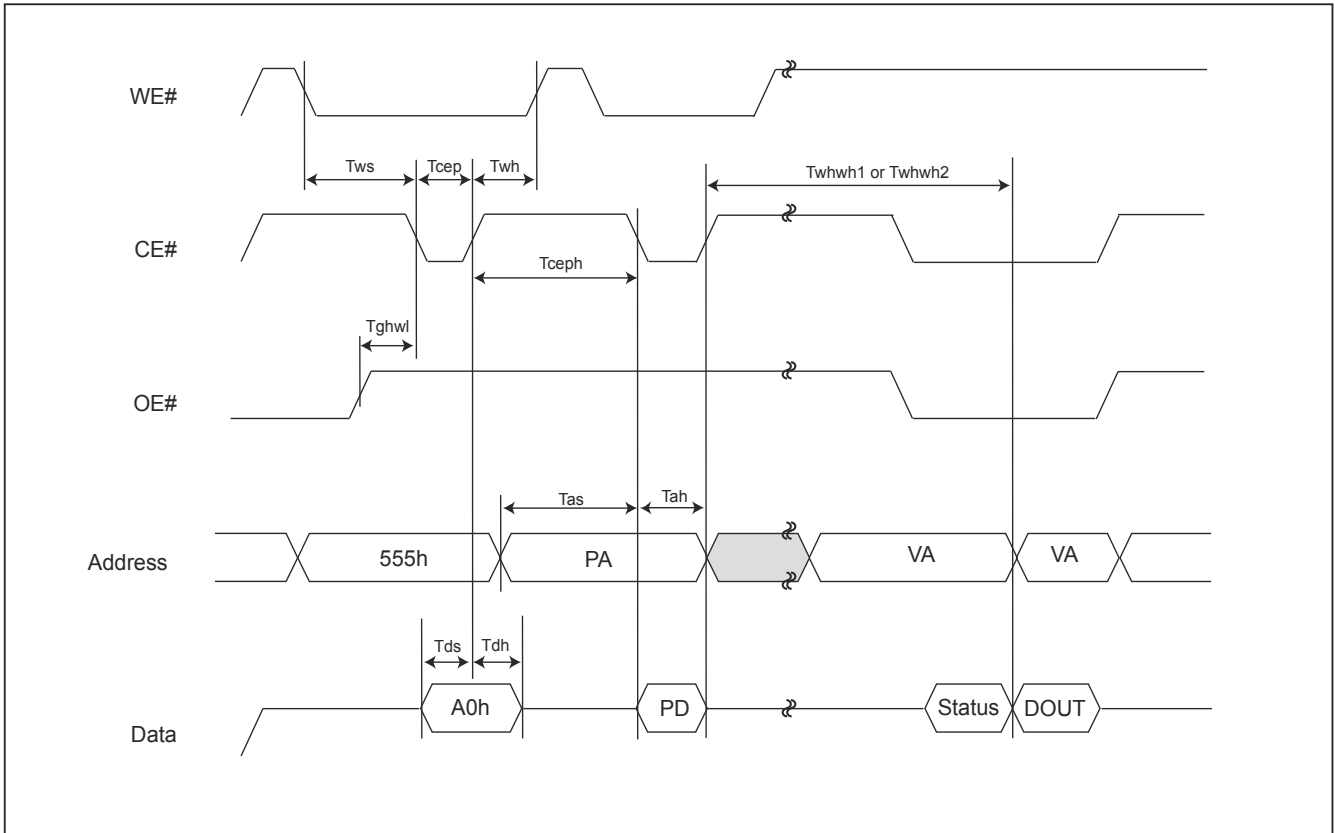 WE#
Tws
Tcep
Twh
Twhwh1 or Twhwh2
CE#
Tceph
Tghwl
OE#
Tas
Tah
Address
555h
PA
VA
VA
Tds
Tdh
Data
A0h
PD
Status
DOUT